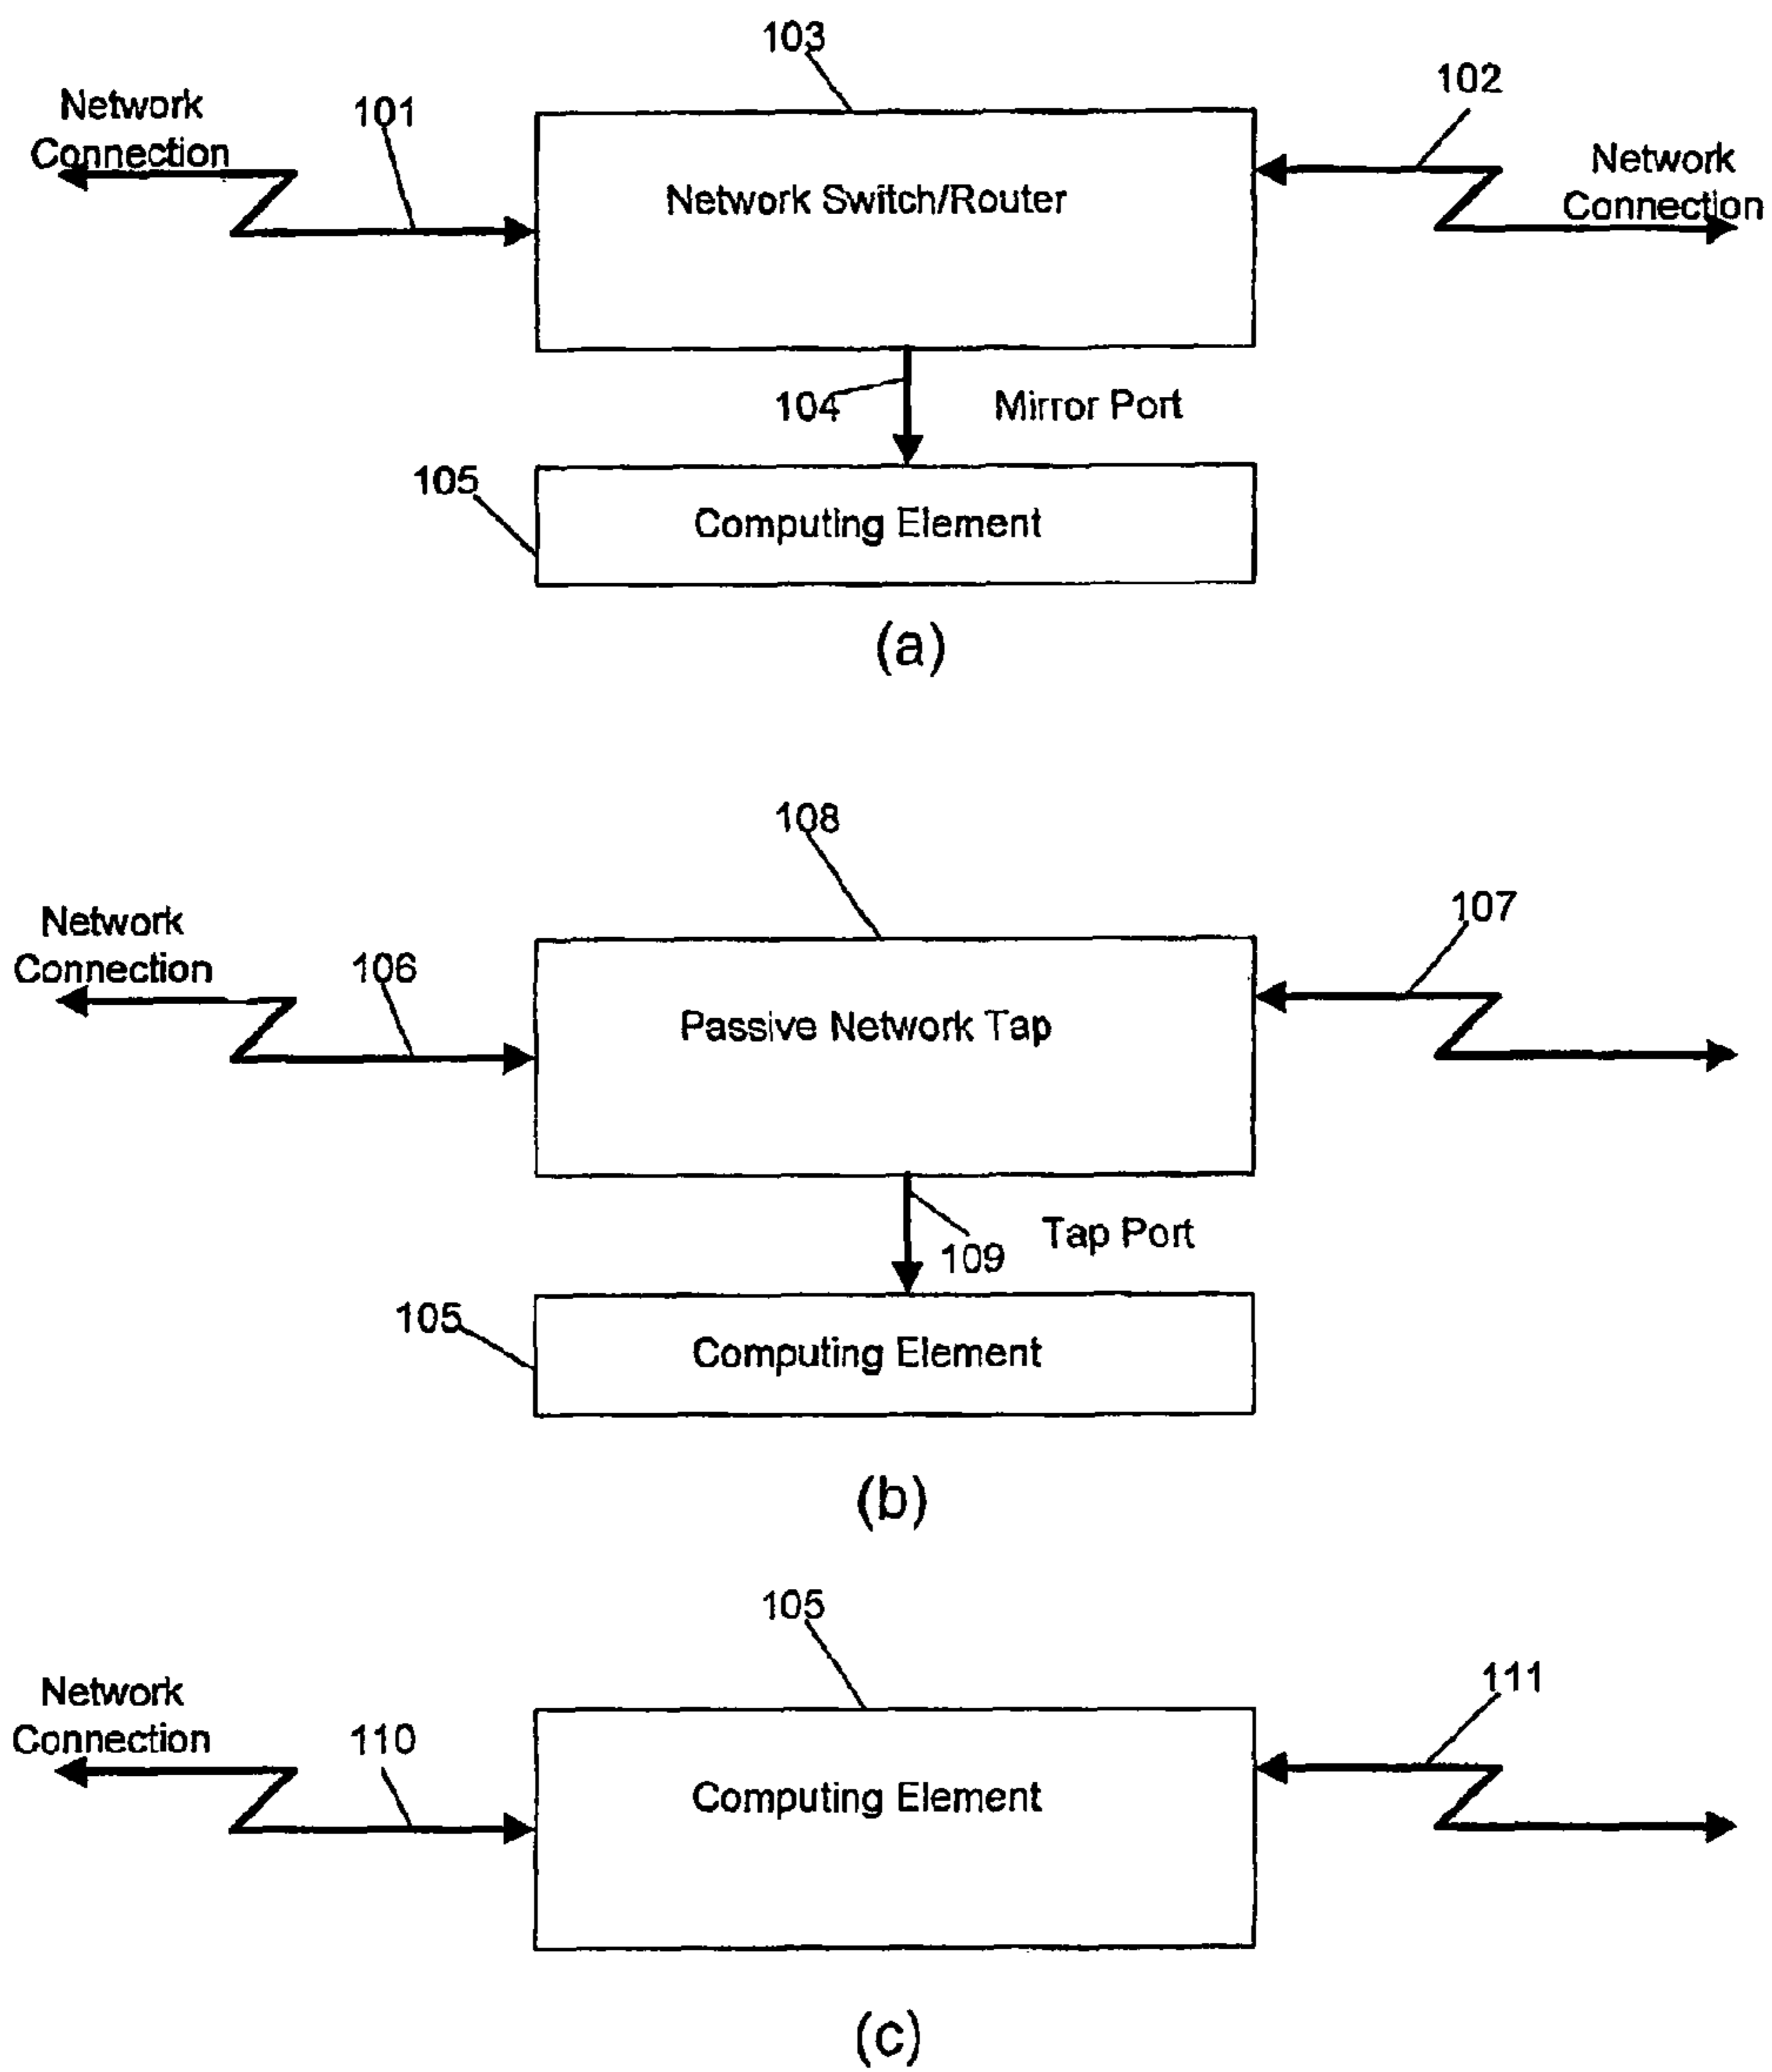 103
102
Network
Connection
101
Network Switch/Router
Network
Connection
104
Mirror Port
105
Computing Element
(a)
108
107
Network
Connection
106
Passive Network Tap
109
Tap Port
105
Computing Element
(b)
105
111
Network
Connection
110
Computing Element
(c)